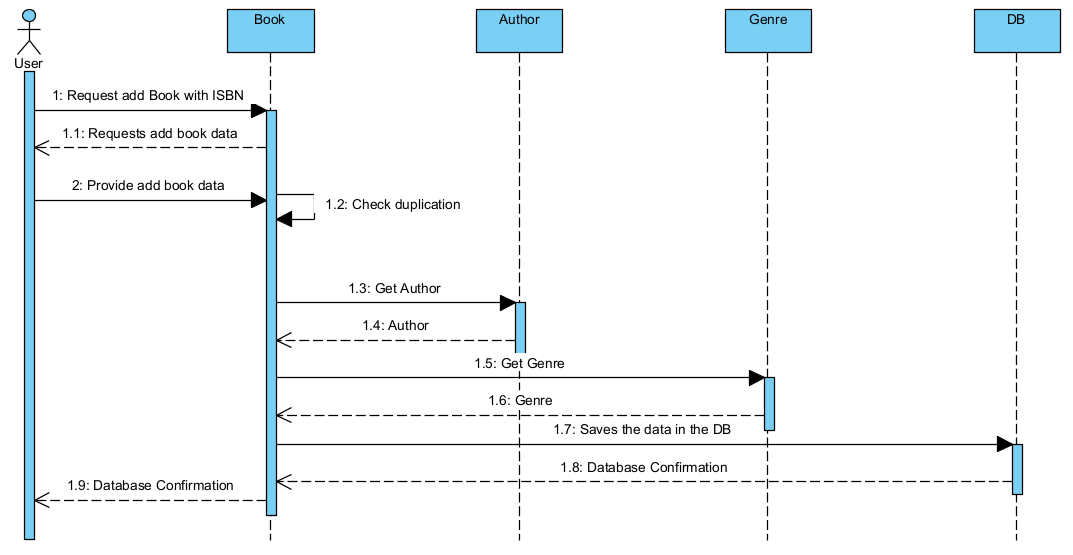 Book
Author
Genre
DB
User
1: Request add Book with ISBN
1.1: Requests add book data
2: Provide add book data
1.2: Check duplication
1.3: Get Author
1.4: Author
1.5: Get Genre
1.6: Genre
1.7: Saves the data in the DB
1.8: Database Confirmation
1.9: Database Confirmation